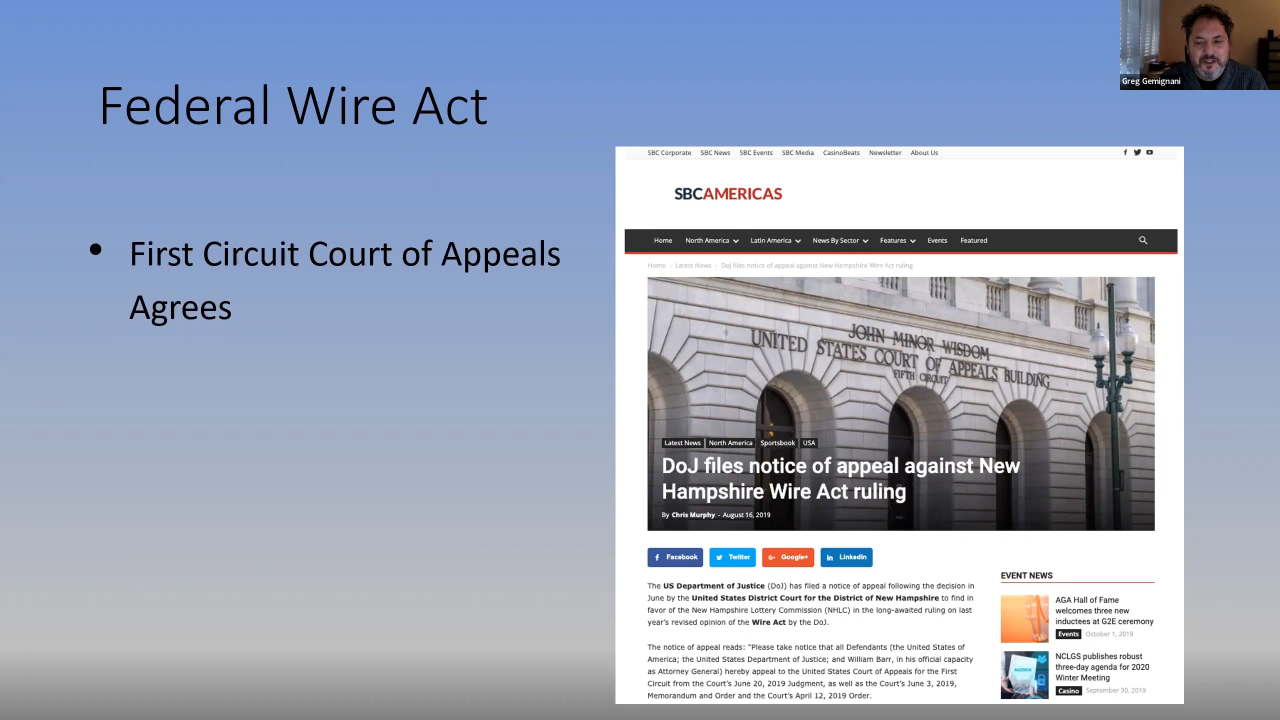 Greg Gemignani
Federal Wire Act
• First Circuit Court of Appeals
Agrees
SBC Corporate SBC News SBC Events SBC Media CasinoBeats Newsletter About Us
SBCAMERICAS
Home North America Latin America News By Sector Features Events Featured
Home Latest News DoJ files notice of appeal against New Hampshire Wire Act ruling
JOHN MINOR WISDOM
UNITED STATES COURT OF APPEALS BUILDING
FIFTH CIRCUIT
Latest News North America Sportsbook USA
DoJ files notice of appeal against New
Hampshire Wire Act ruling
By Chris Murphy - August 16, 2019
Facebook Twitter Google+ LinkedIn
The US Department of Justice (DoJ) has filed a notice of appeal following the decision in
June by the United States District Court for the District of New Hampshire to find in
favor of the New Hampshire Lottery Commission (NHLC) in the long-awaited ruling on last
year's revised opinion of the Wire Act by the DoJ.
The notice of appeal reads: "Please take notice that all Defendants (the United States of
America; the United States Department of Justice; and William Barr, in his official capacity
as Attorney General) hereby appeal to the United States Court of Appeals for the First
Circuit from the Court's June 20, 2019 Judgment, as well as the Court's June 3, 2019,
Memorandum and Order and the Court's April 12, 2019 Order.
EVENT NEWS
AGA Hall of Fame
welcomes three new
inductees at G2E ceremony
Events October 1, 2019
AGENDA
NCLGS publishes robust
three-day agenda for 2020
Winter Meeting
Casino September 30, 2019